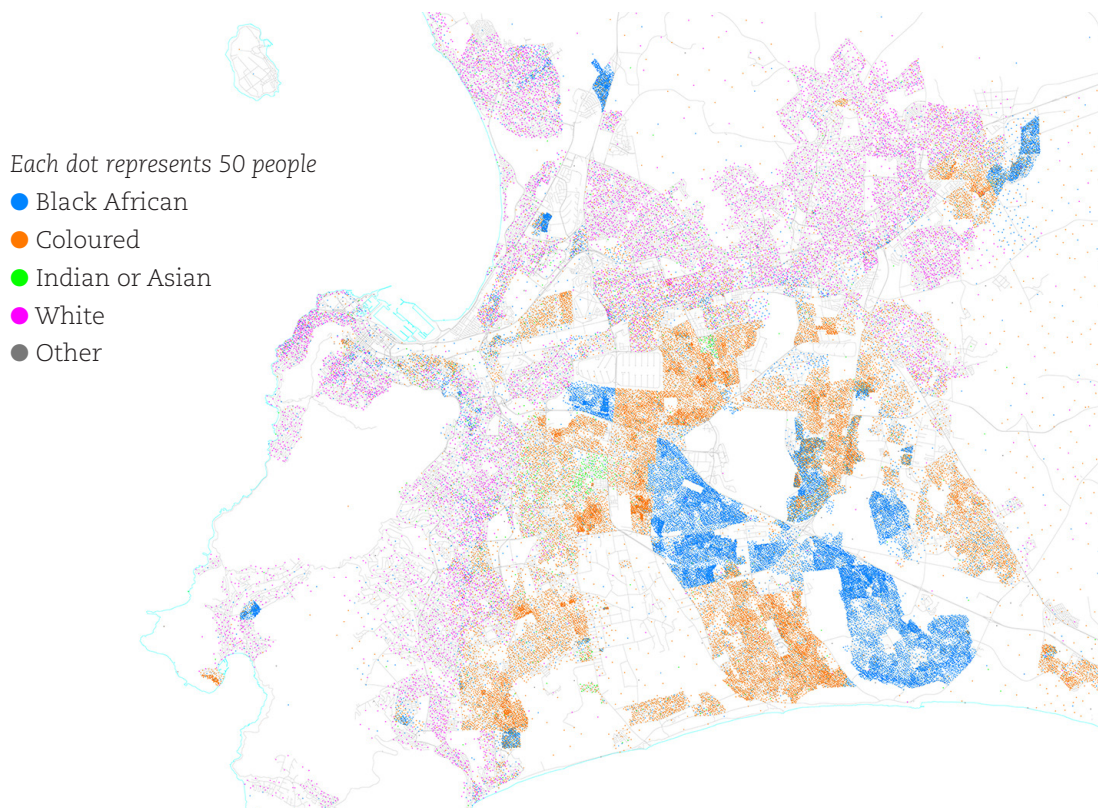 Each dot represents 50 people
Black African
Coloured
Indian or Asian
White
Other